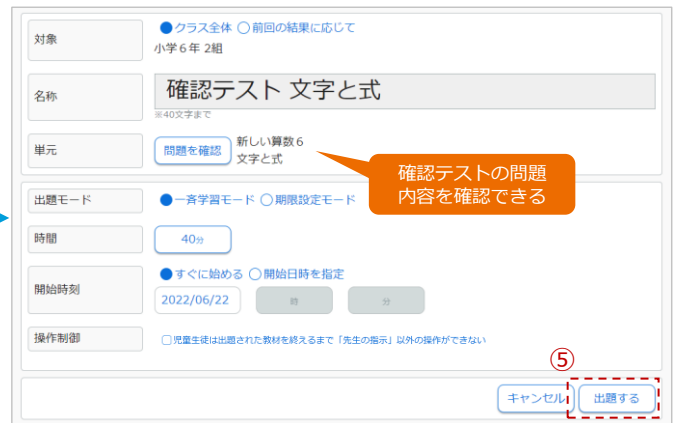 対象
●クラス全体 ○前回の結果に応じて
小学6年 2組
名称
確認テスト 文字と式
※40文字まで
単元
問題を確認
新しい算数6
文字と式
確認テストの問題
内容を確認できる
出題モード
●一斉学習モード ○期限設定モード
時間
40分
開始時刻
●すぐに始める ○開始日時を指定
2022/06/22 時 分
操作制御
□児童生徒は出題された教材を終えるまで「先生の指示」以外の操作ができない
⑤
キャンセル 出題する